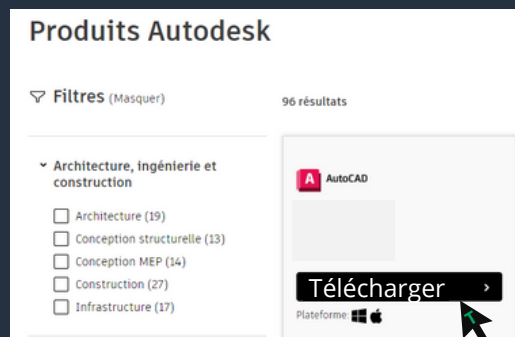 Produits Autodesk
Filtres (Masquer)
96 résultats
Architecture, ingénierie et
construction
Architecture (19)
Conception structurelle (13)
Conception MEP (14)
Construction (27)
Infrastructure (17)
A AutoCAD
Télécharger
Plateforme: